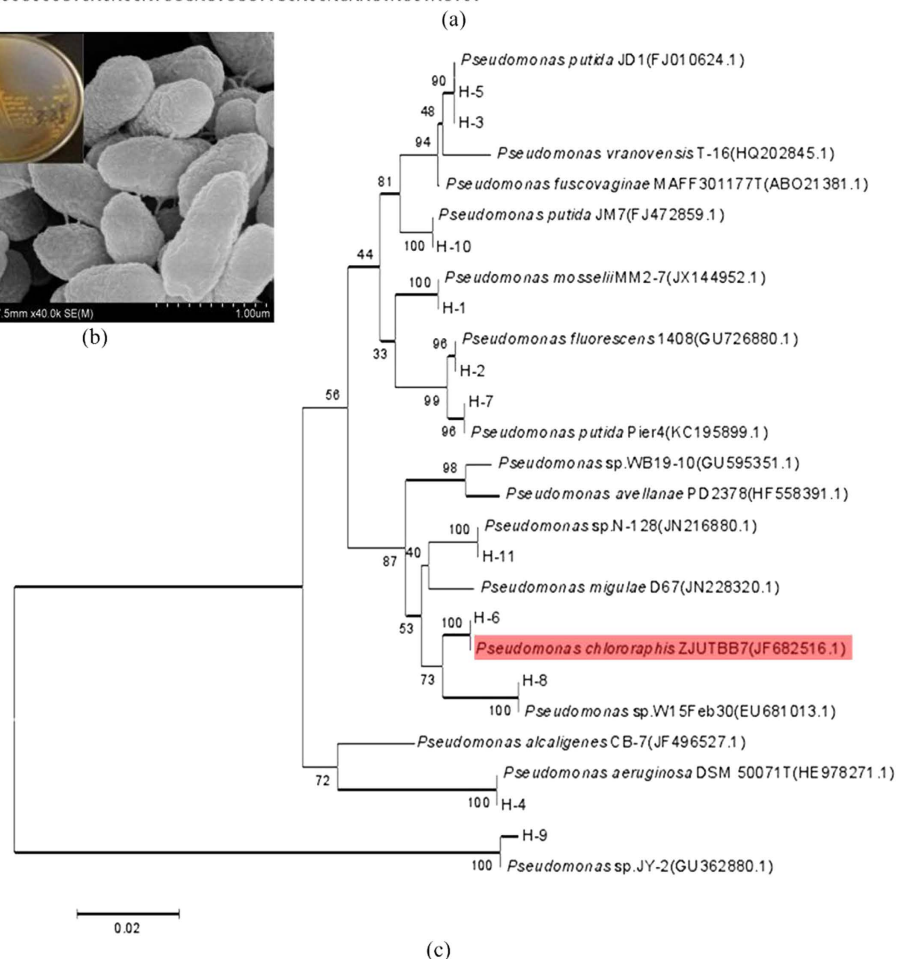 (a)
.5mm x40.0k SE(M)
1.00um
(b)
Pseudomonas putida JD1(FJ010624.1)
90
H-5
48
H-3
94
Pseudomonas vranovensis T-16(HQ202845.1)
81
Pseudomonas fuscovaginae MAFF301177T(ABO21381.1)
Pseudomonas putida JM7(FJ472859.1)
100
H-10
44
Pseudomonas mosseliiMM2-7(JX144952.1)
100
H-1
33
Pseudomonas fluorescens 1408(GU726880.1)
96
H-2
99
H-7
96
Pseudomonas putida Pier4(KC195899.1)
56
Pseudomonas sp.WB19-10(GU595351.1)
98
Pseudomonas avellanae PD2378(HF558391.1)
Pseudomonas sp.N-128(JN216880.1)
100
H-11
87
40
Pseudomonas migulae D67(JN228320.1)
53
H-6
100
Pseudomonas chlororaphis ZJUTBB7(JF682516.1)
73
H-8
100
Pseudomonas sp.W15Feb30(EU681013.1)
Pseudomonas alcaligenes CB-7(JF496527.1)
72
Pseudomonas aeruginosa DSM 50071T(HE978271.1)
100
H-4
H-9
100
Pseudomonas sp.JY-2(GU362880.1)
0.02
(c)